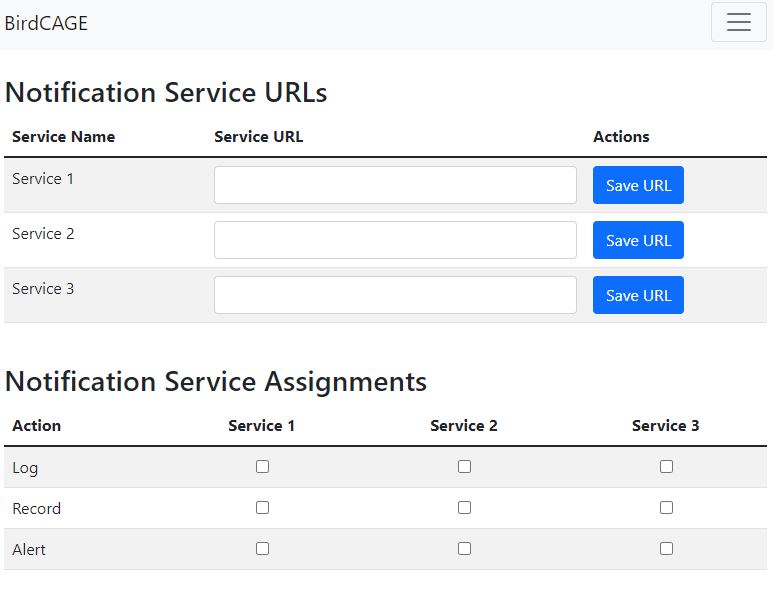 BirdCAGE
Notification Service URLs
Service Name Service URL Actions
Service 1 Save URL
Service 2 Save URL
Service 3 Save URL
Notification Service Assignments
Action Service 1 Service 2 Service 3
Log
Record
Alert